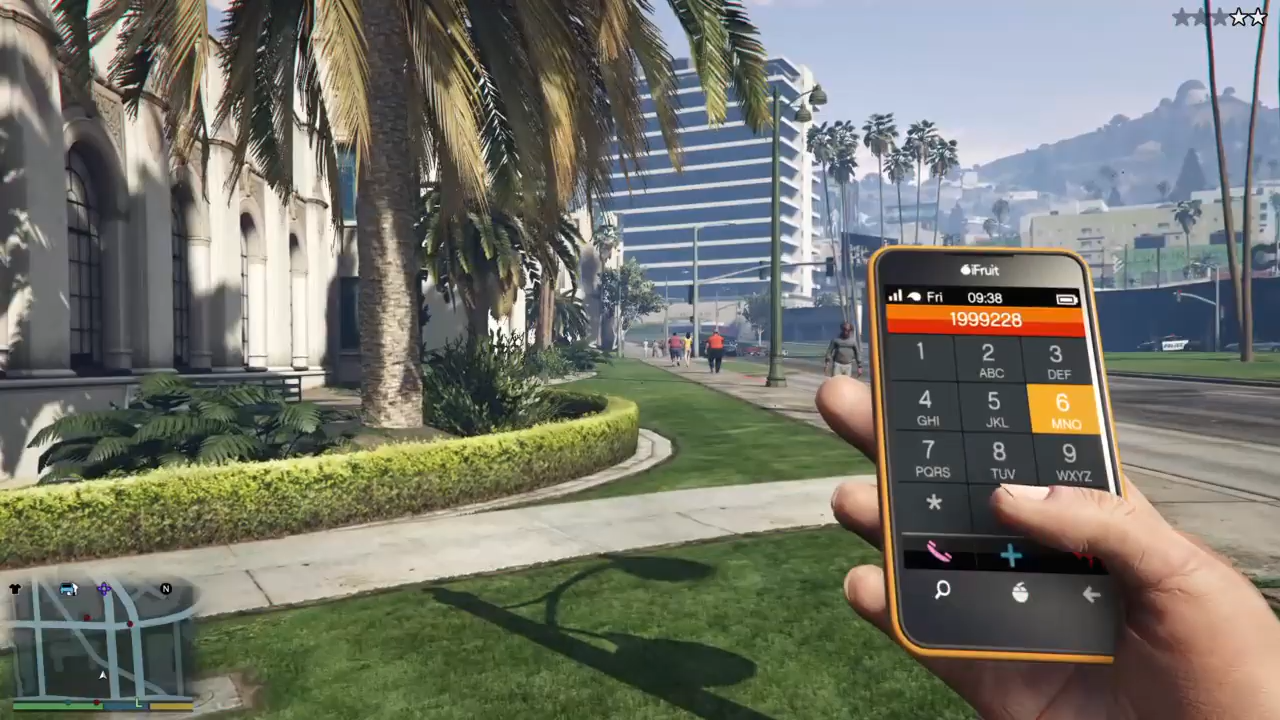 iFruit
Fri 09:38
1999228
1 2 3
ABC DEF
4 5 6
GHI JKL MNO
7 8 9
PQRS TUV WXYZ
*
POLICE
N
L